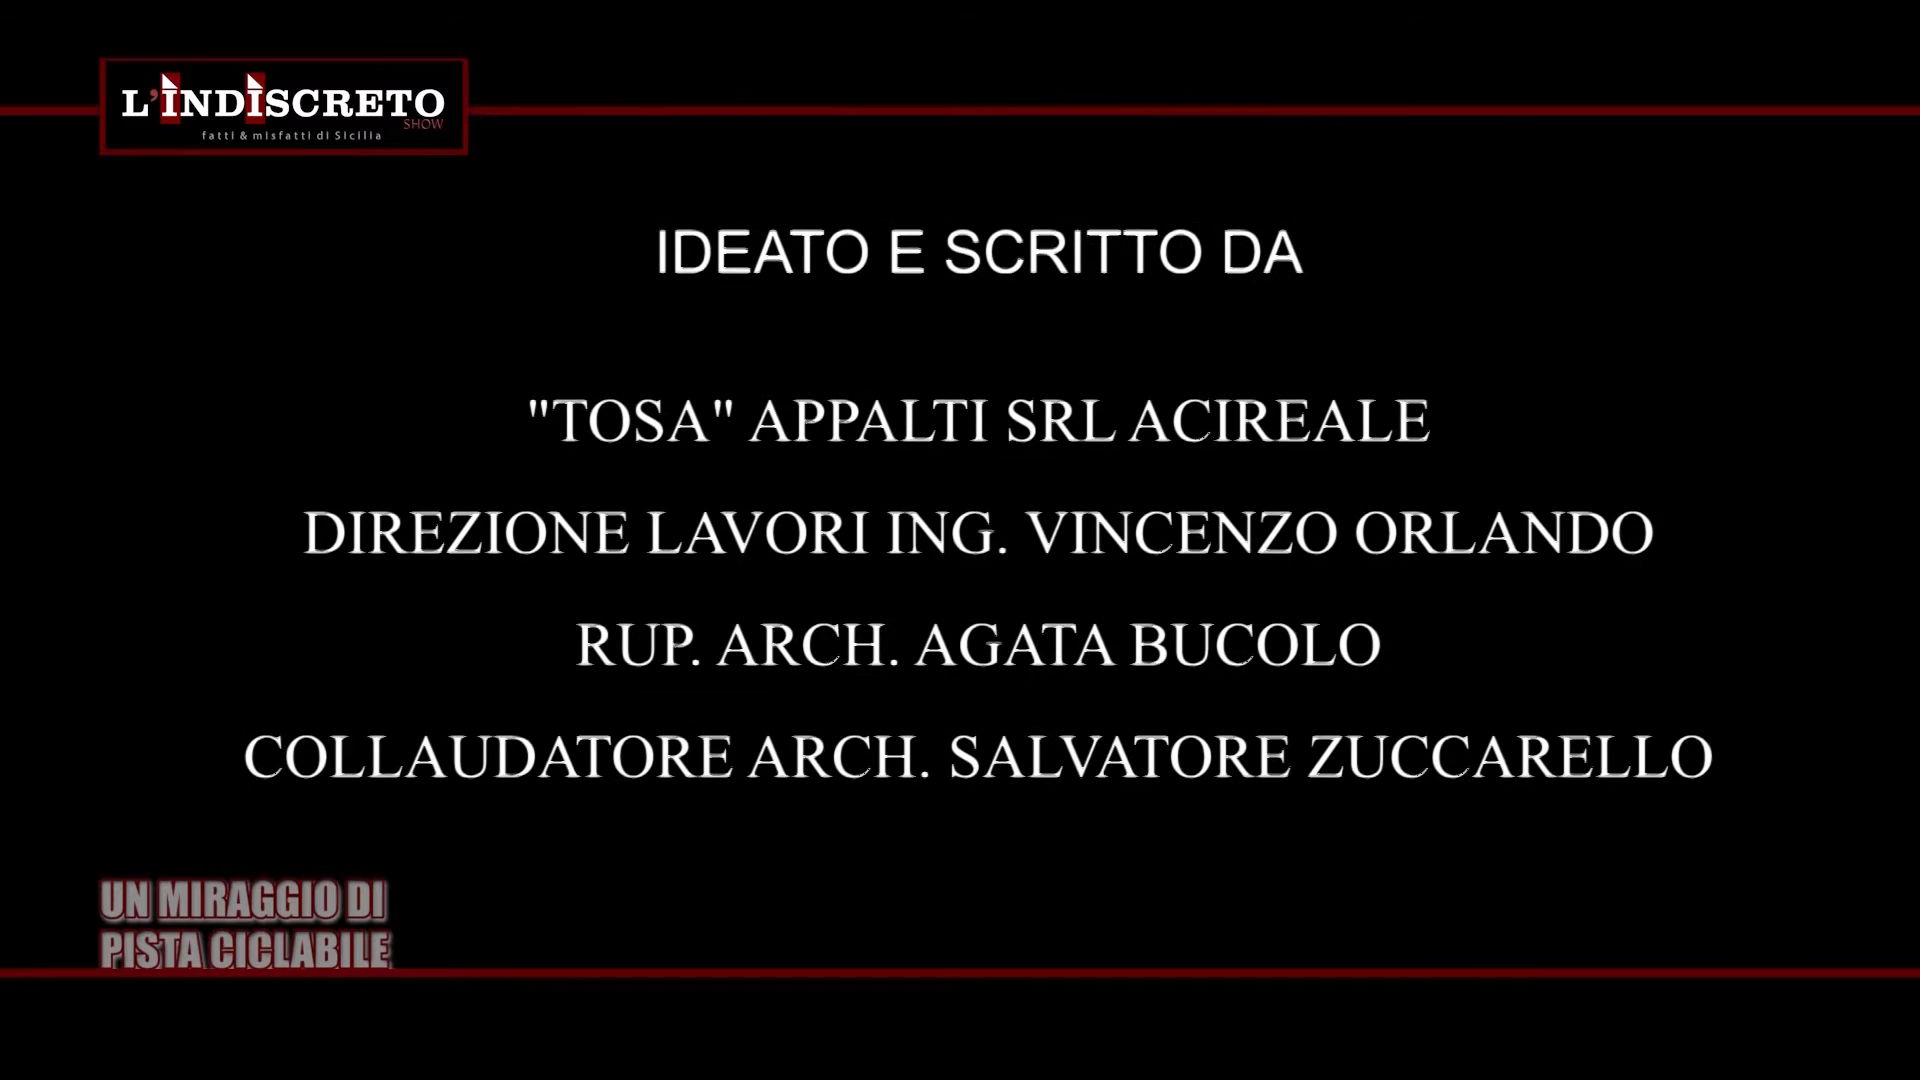 L'INDISCRETO
SHOW
fatti & misfatti di Sicilia
IDEATO E SCRITTO DA
"TOSA" APPALTI SRL ACIREALE
DIREZIONE LAVORI ING. VINCENZO ORLANDO
RUP. ARCH. AGATA BUCOLO
COLLAUDATORE ARCH. SALVATORE ZUCCARELLO
UN MIRAGGIO DI
PISTA CICLABILE